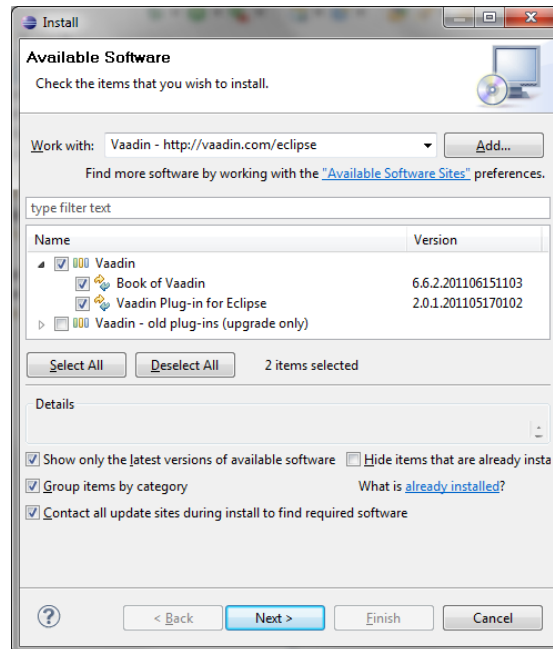 Install
Available Software
Check the items that you wish to install.
Work with: Vaadin - http://vaadin.com/eclipse Add...
Find more software by working with the "Available Software Sites" preferences.
type filter text
Name Version
Vaadin
Book of Vaadin 6.6.2.201106151103
Vaadin Plug-in for Eclipse 2.0.1.201105170102
Vaadin - old plug-ins (upgrade only)
Select All Deselect All 2 items selected
Details
Show only the latest versions of available software Hide items that are already insta
Group items by category What is already installed?
Contact all update sites during install to find required software
? < Back Next > Finish Cancel